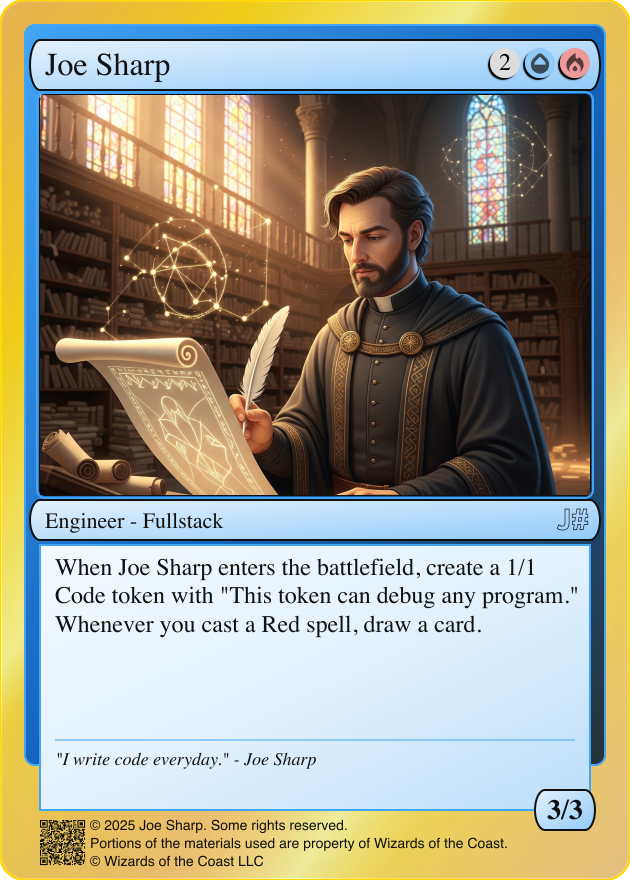 Joe Sharp
2
Engineer - Fullstack
J#
When Joe Sharp enters the battlefield, create a 1/1
Code token with "This token can debug any program."
Whenever you cast a Red spell, draw a card.
"I write code everyday." - Joe Sharp
3/3
© 2025 Joe Sharp. Some rights reserved.
Portions of the materials used are property of Wizards of the Coast.
© Wizards of the Coast LLC